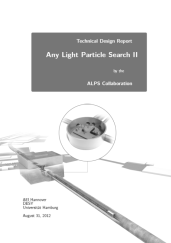 Technical Design Report
Any Light Particle Search II
by the
ALPS Collaboration
AEI Hannover
DESY
Universität Hamburg
August 31, 2012